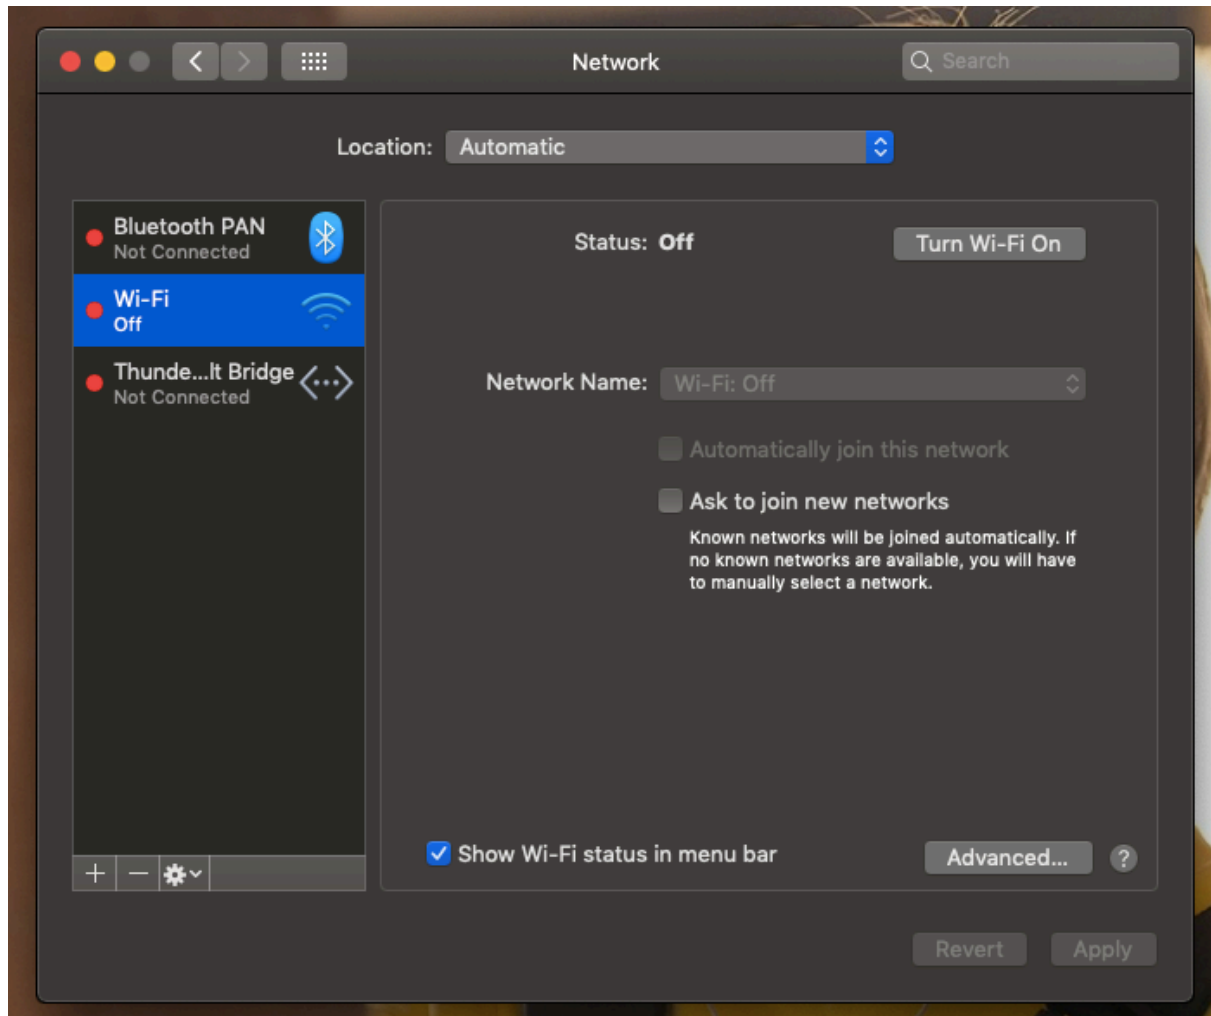 Network
Search
Location: Automatic
Bluetooth PAN
Not Connected
Wi-Fi
Off
Thunde...lt Bridge
Not Connected
Status: Off
Turn Wi-Fi On
Network Name: Wi-Fi: Off
Automatically join this network
Ask to join new networks
Known networks will be joined automatically. If
no known networks are available, you will have
to manually select a network.
Show Wi-Fi status in menu bar
Advanced...
?
Revert
Apply